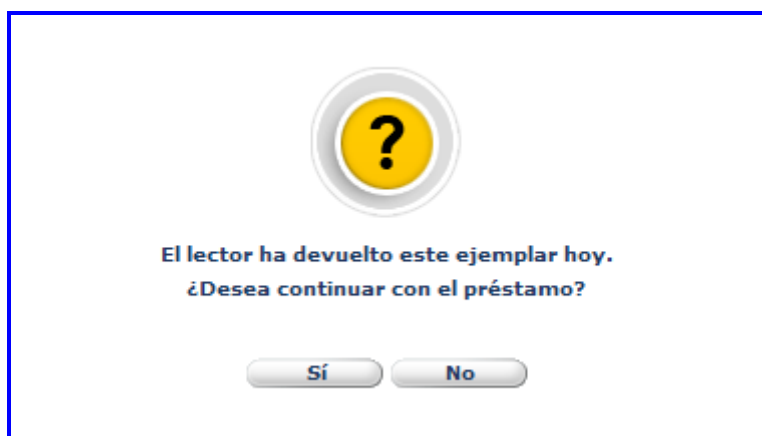 ?
El lector ha devuelto este ejemplar hoy.
¿Desea continuar con el préstamo?
Sí No